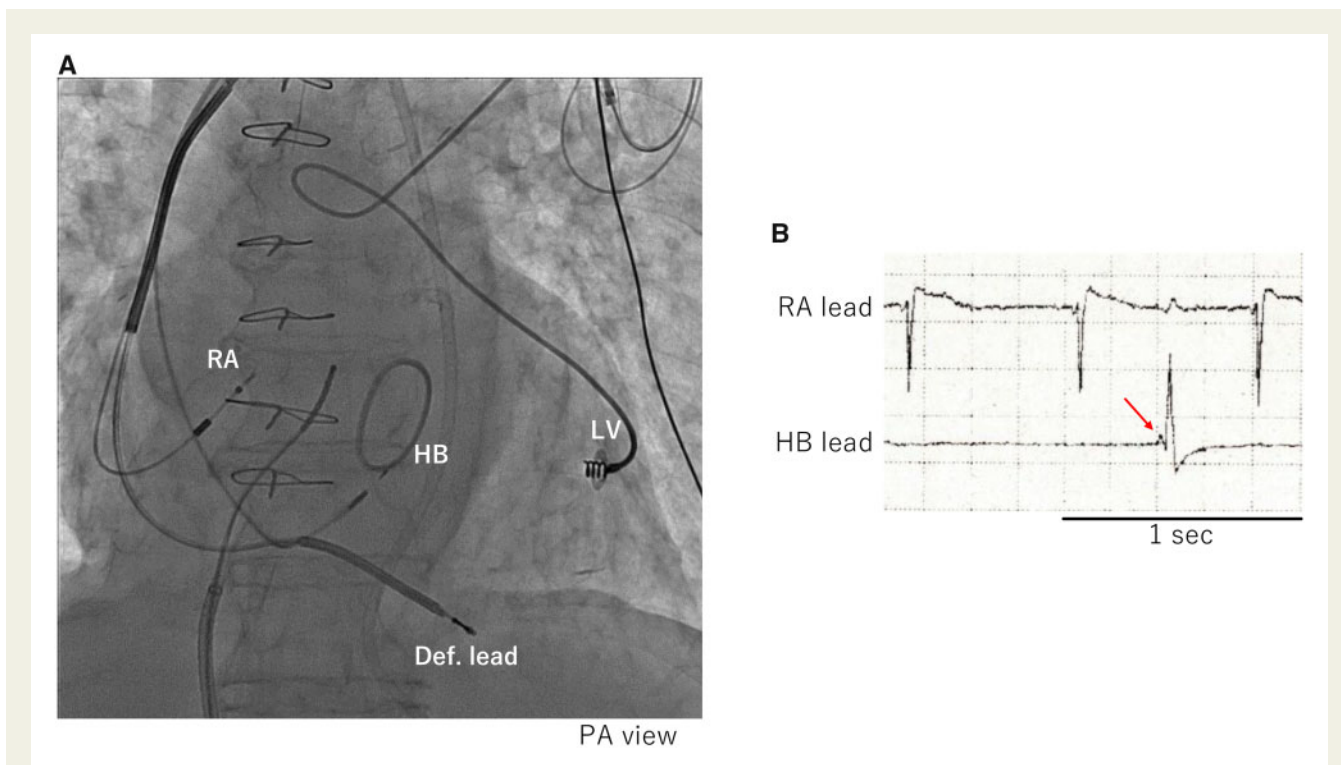 A
RA
HB
LV
Def. lead
PA view
B
RA lead
HB lead
1 sec